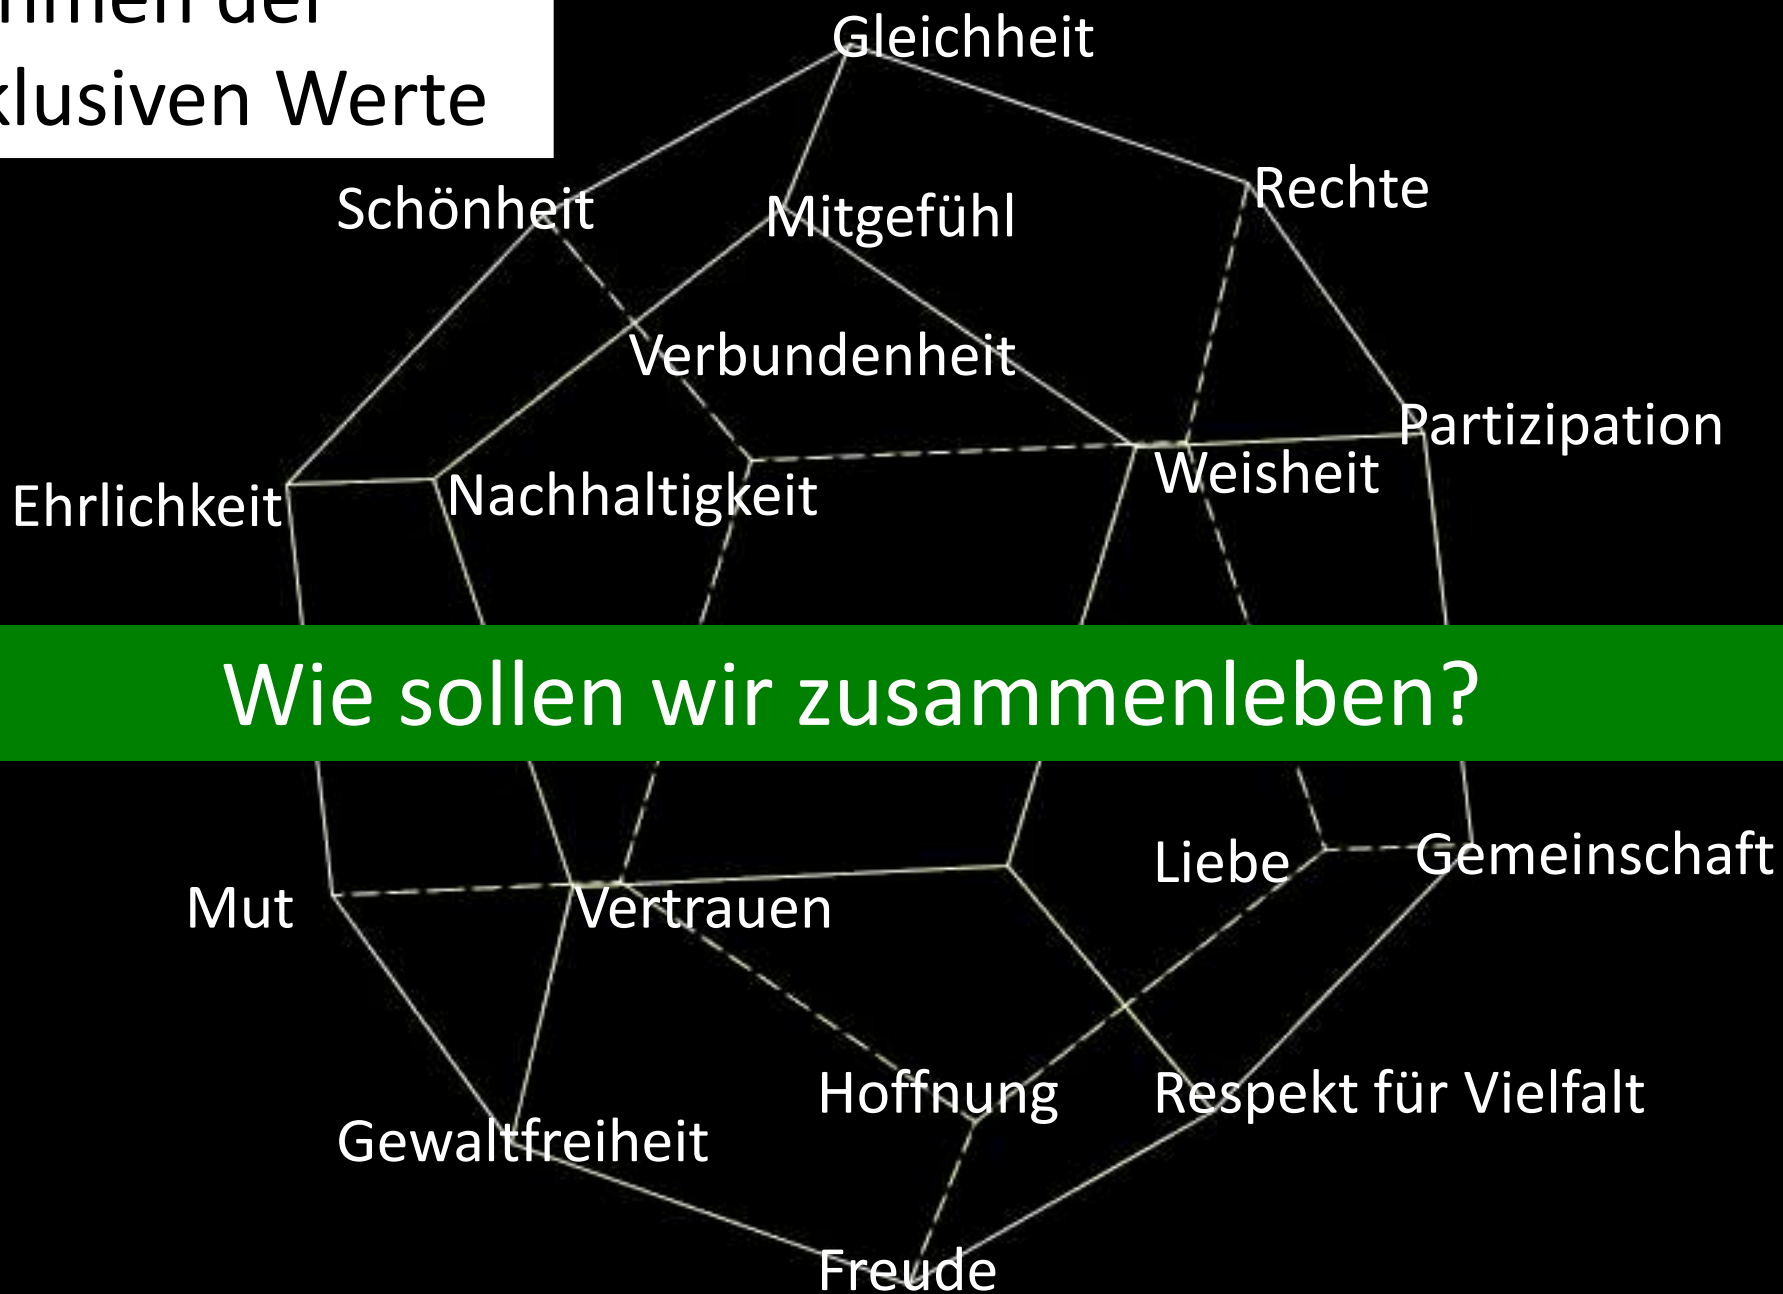 der
Werte
Gleichheit
Rechte
Schönheit
Mitgefühl
Verbundenheit
Partizipation
Weisheit
Ehrlichkeit
Nachhaltigkeit
Wie sollen wir zusammenleben?
Liebe
Gemeinschaft
Mut
Vertrauen
Hoffnung
Respekt für Vielfalt
Gewaltfreiheit
Freude